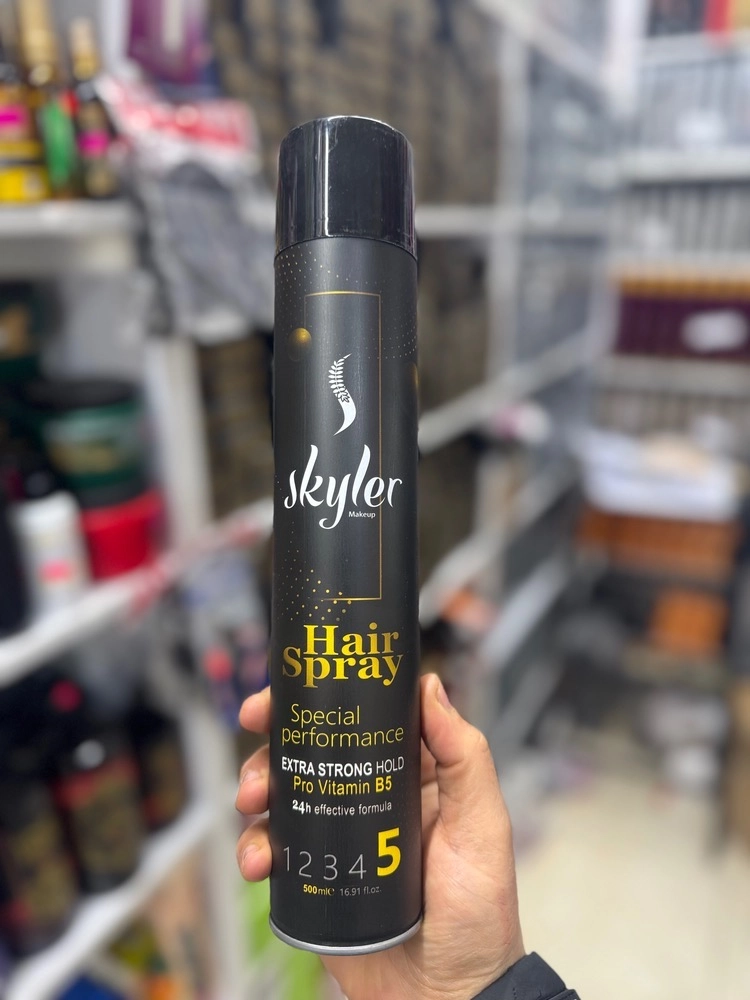 skyler
Makeup
Hair
Spray
Special
performance
EXTRA STRONG HOLD
Pro Vitamin B5
24h effective formula
1 2 3 4 5
500ml℮ 16.91 fl.oz.